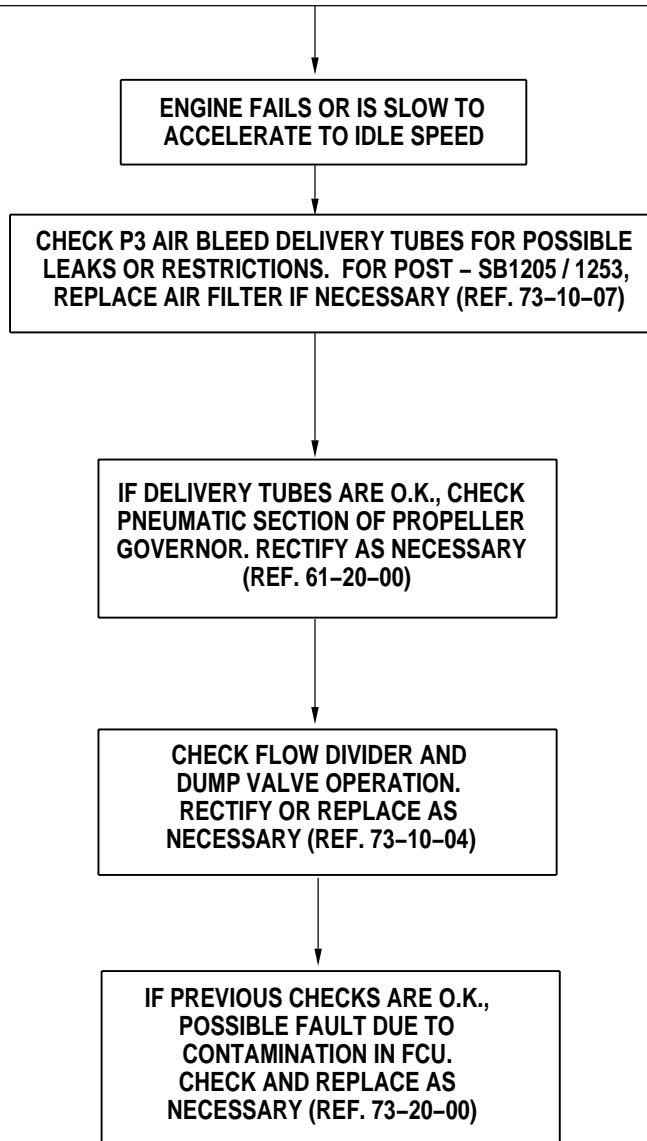 ENGINE FAILS OR IS SLOW TO
ACCELERATE TO IDLE SPEED
CHECK P3 AIR BLEED DELIVERY TUBES FOR POSSIBLE
LEAKS OR RESTRICTIONS. FOR POST – SB1205 / 1253,
REPLACE AIR FILTER IF NECESSARY (REF. 73–10–07)
IF DELIVERY TUBES ARE O.K., CHECK
PNEUMATIC SECTION OF PROPELLER
GOVERNOR. RECTIFY AS NECESSARY
(REF. 61–20–00)
CHECK FLOW DIVIDER AND
DUMP VALVE OPERATION.
RECTIFY OR REPLACE AS
NECESSARY (REF. 73–10–04)
IF PREVIOUS CHECKS ARE O.K.,
POSSIBLE FAULT DUE TO
CONTAMINATION IN FCU.
CHECK AND REPLACE AS
NECESSARY (REF. 73–20–00)